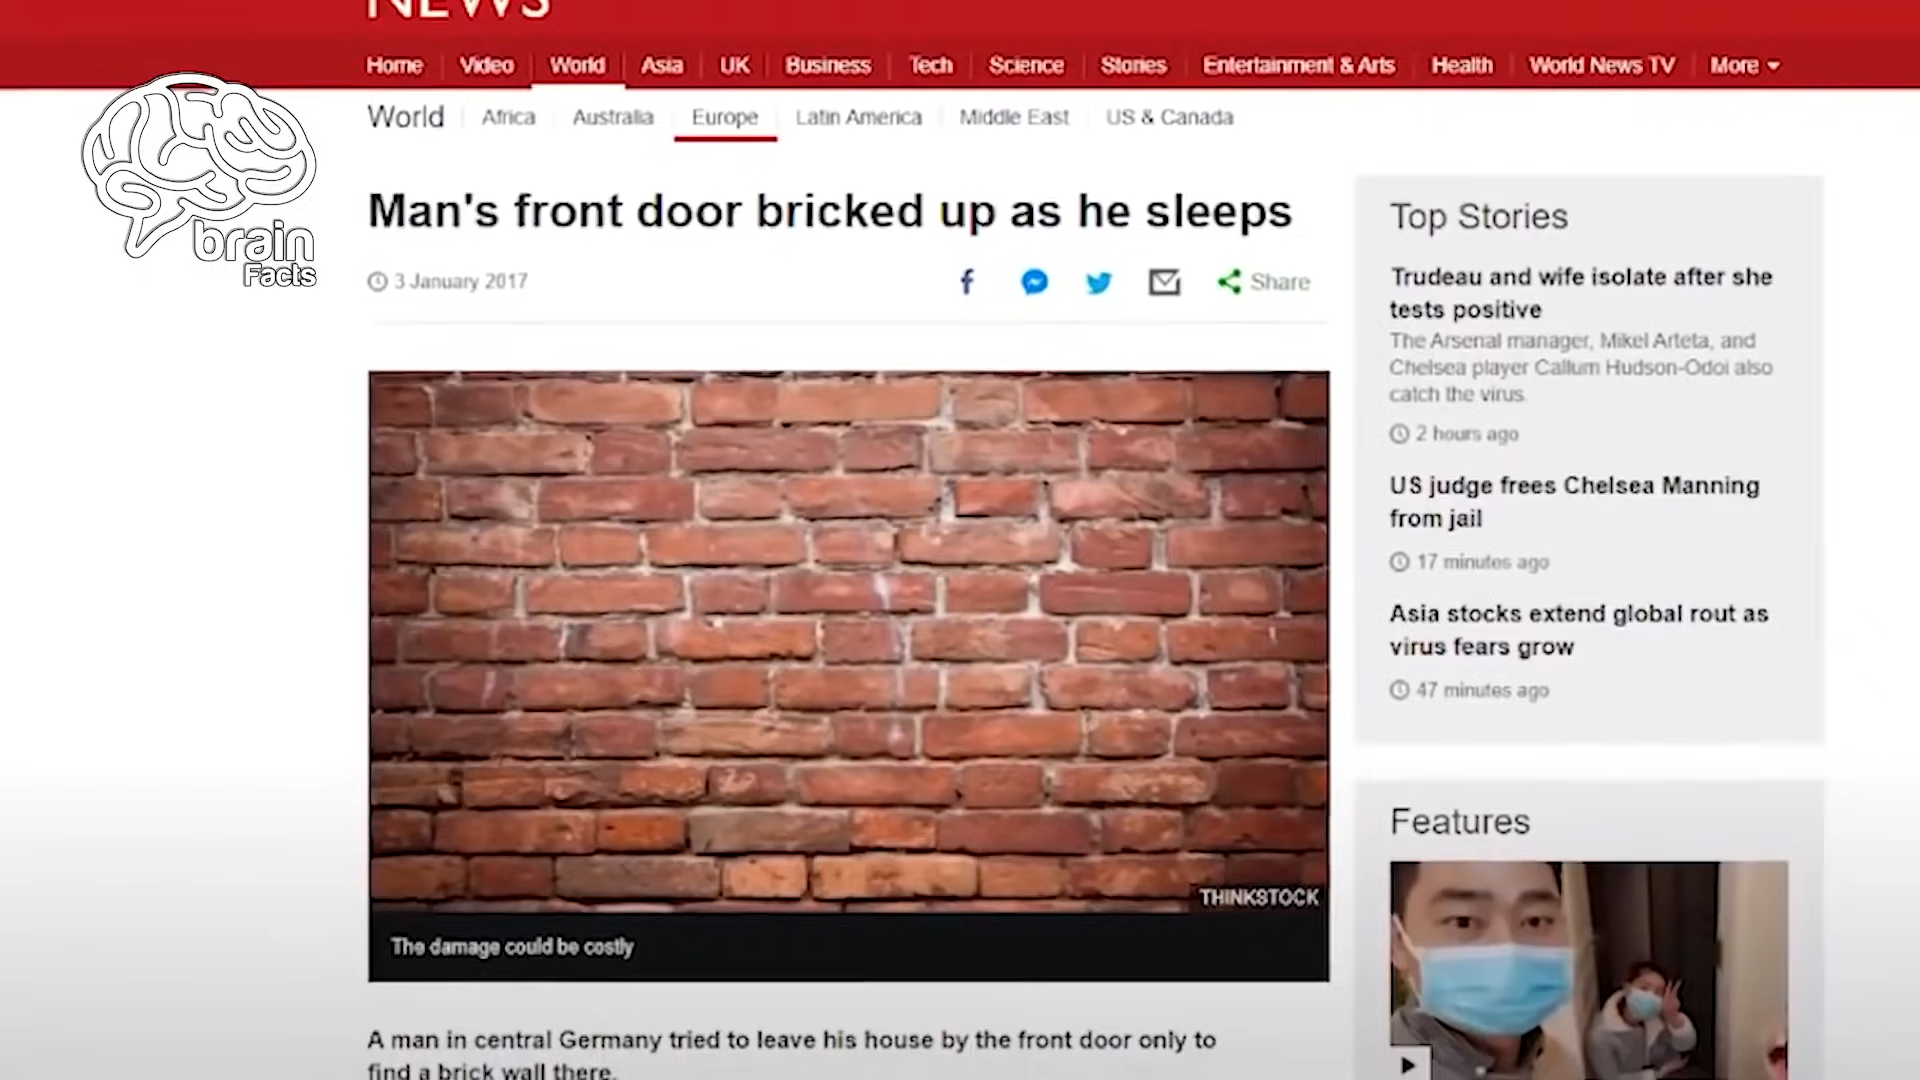 NEWS
Home Video World Asia UK Business Tech Science Stories Entertainment & Arts Health World News TV More
World Africa Australia Europe Latin America Middle East US & Canada
brain
Facts
Man's front door bricked up as he sleeps
3 January 2017
Share
THINKSTOCK
The damage could be costly
A man in central Germany tried to leave his house by the front door only to
find a brick wall there.
Top Stories
Trudeau and wife isolate after she
tests positive
The Arsenal manager, Mikel Arteta, and
Chelsea player Callum Hudson-Odoi also
catch the virus.
2 hours ago
US judge frees Chelsea Manning
from jail
17 minutes ago
Asia stocks extend global rout as
virus fears grow
47 minutes ago
Features